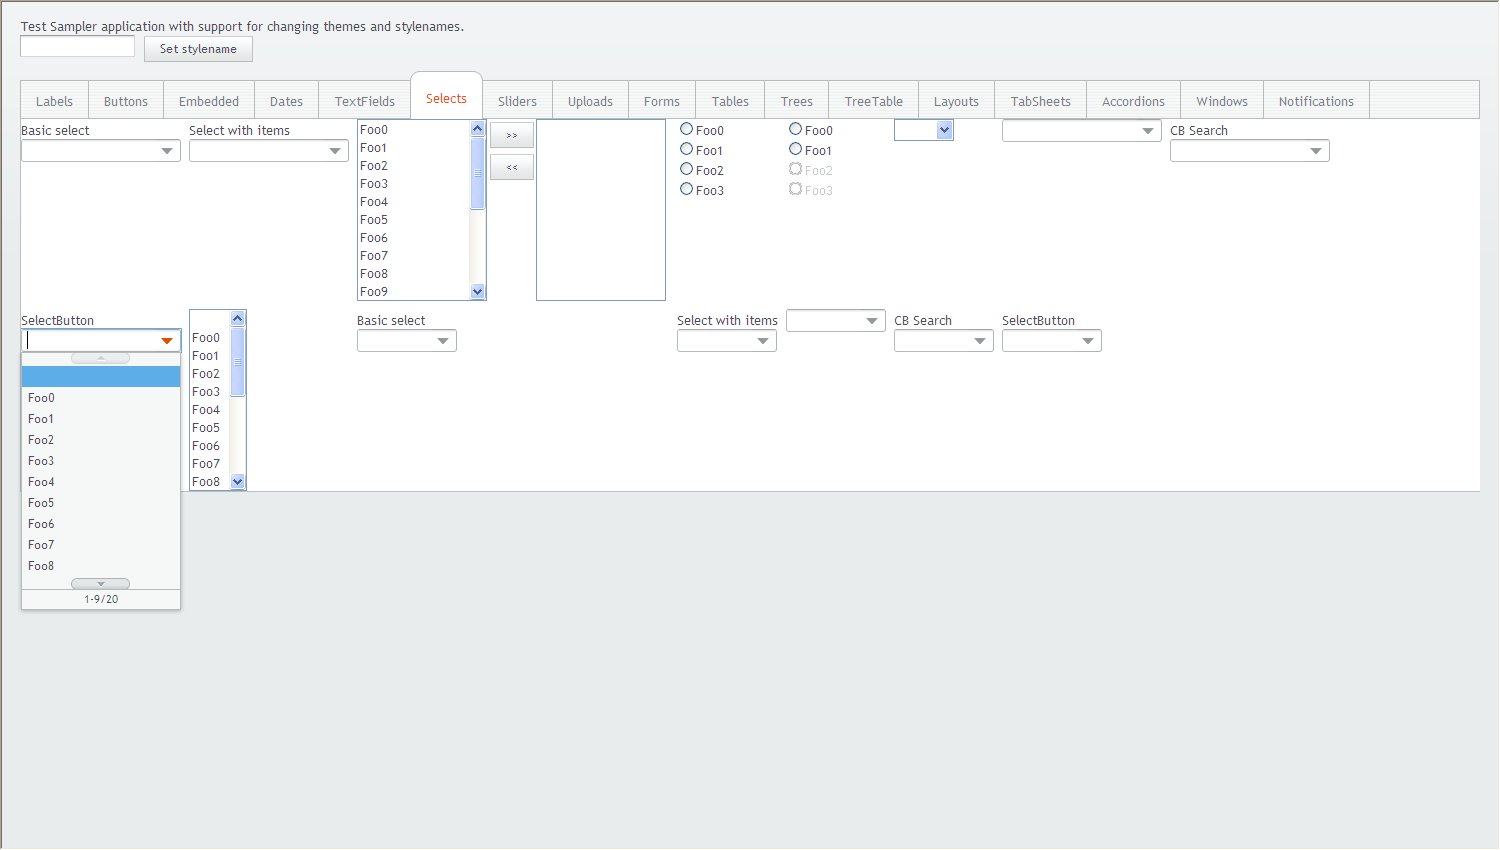 Test Sampler application with support for changing themes and stylenames.
Set stylename
Labels Buttons Embedded Dates TextFields Selects Sliders Uploads Forms Tables Trees TreeTable Layouts TabSheets Accordions Windows Notifications
Basic select
Select with items
Foo0
Foo1
Foo2
Foo3
Foo4
Foo5
Foo6
Foo7
Foo8
Foo9
>>
<<
Foo0
Foo1
Foo2
Foo3
Foo0
Foo1
Foo2
Foo3
CB Search
SelectButton
Foo0
Foo1
Foo2
Foo3
Foo4
Foo5
Foo6
Foo7
Foo8
1-9/20
Foo0
Foo1
Foo2
Foo3
Foo4
Foo5
Foo6
Foo7
Foo8
Basic select
Select with items
CB Search
SelectButton